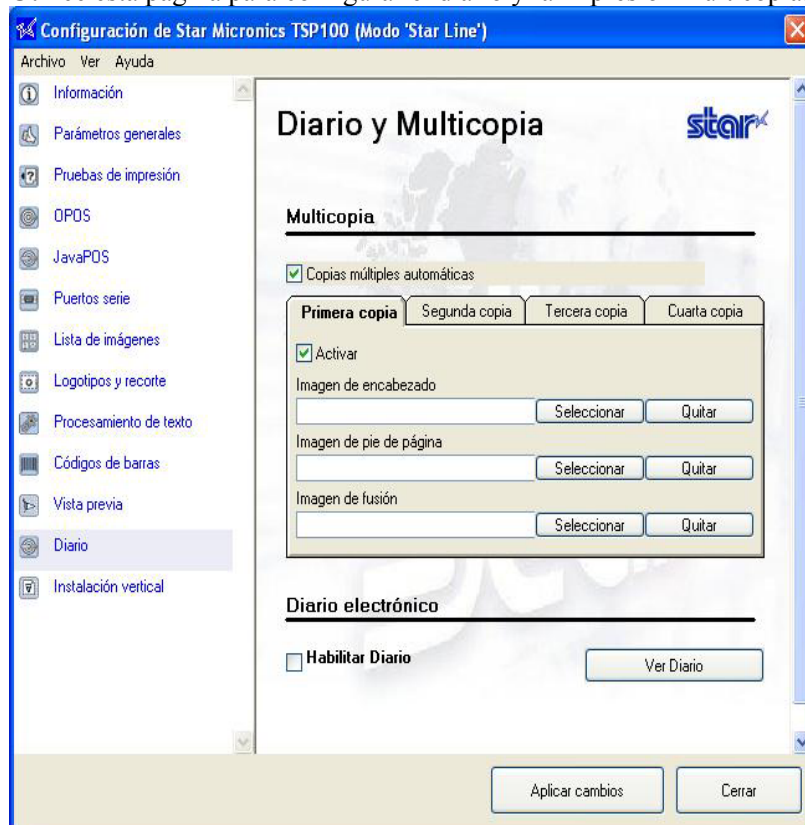 Configuración de Star Micronics TSP100 (Modo 'Star Line')
Archivo Ver Ayuda
Información
Parámetros generales
Pruebas de impresión
OPOS
JavaPOS
Puertos serie
Lista de imágenes
Logotipos y recorte
Procesamiento de texto
Códigos de barras
Vista previa
Diario
Instalación vertical
Diario y Multicopia
star
Multicopia
Copias múltiples automáticas
Primera copia Segunda copia Tercera copia Cuarta copia
Activar
Imagen de encabezado
Seleccionar Quitar
Imagen de pie de página
Seleccionar Quitar
Imagen de fusión
Seleccionar Quitar
Diario electrónico
Habilitar Diario Ver Diario
Aplicar cambios Cerrar